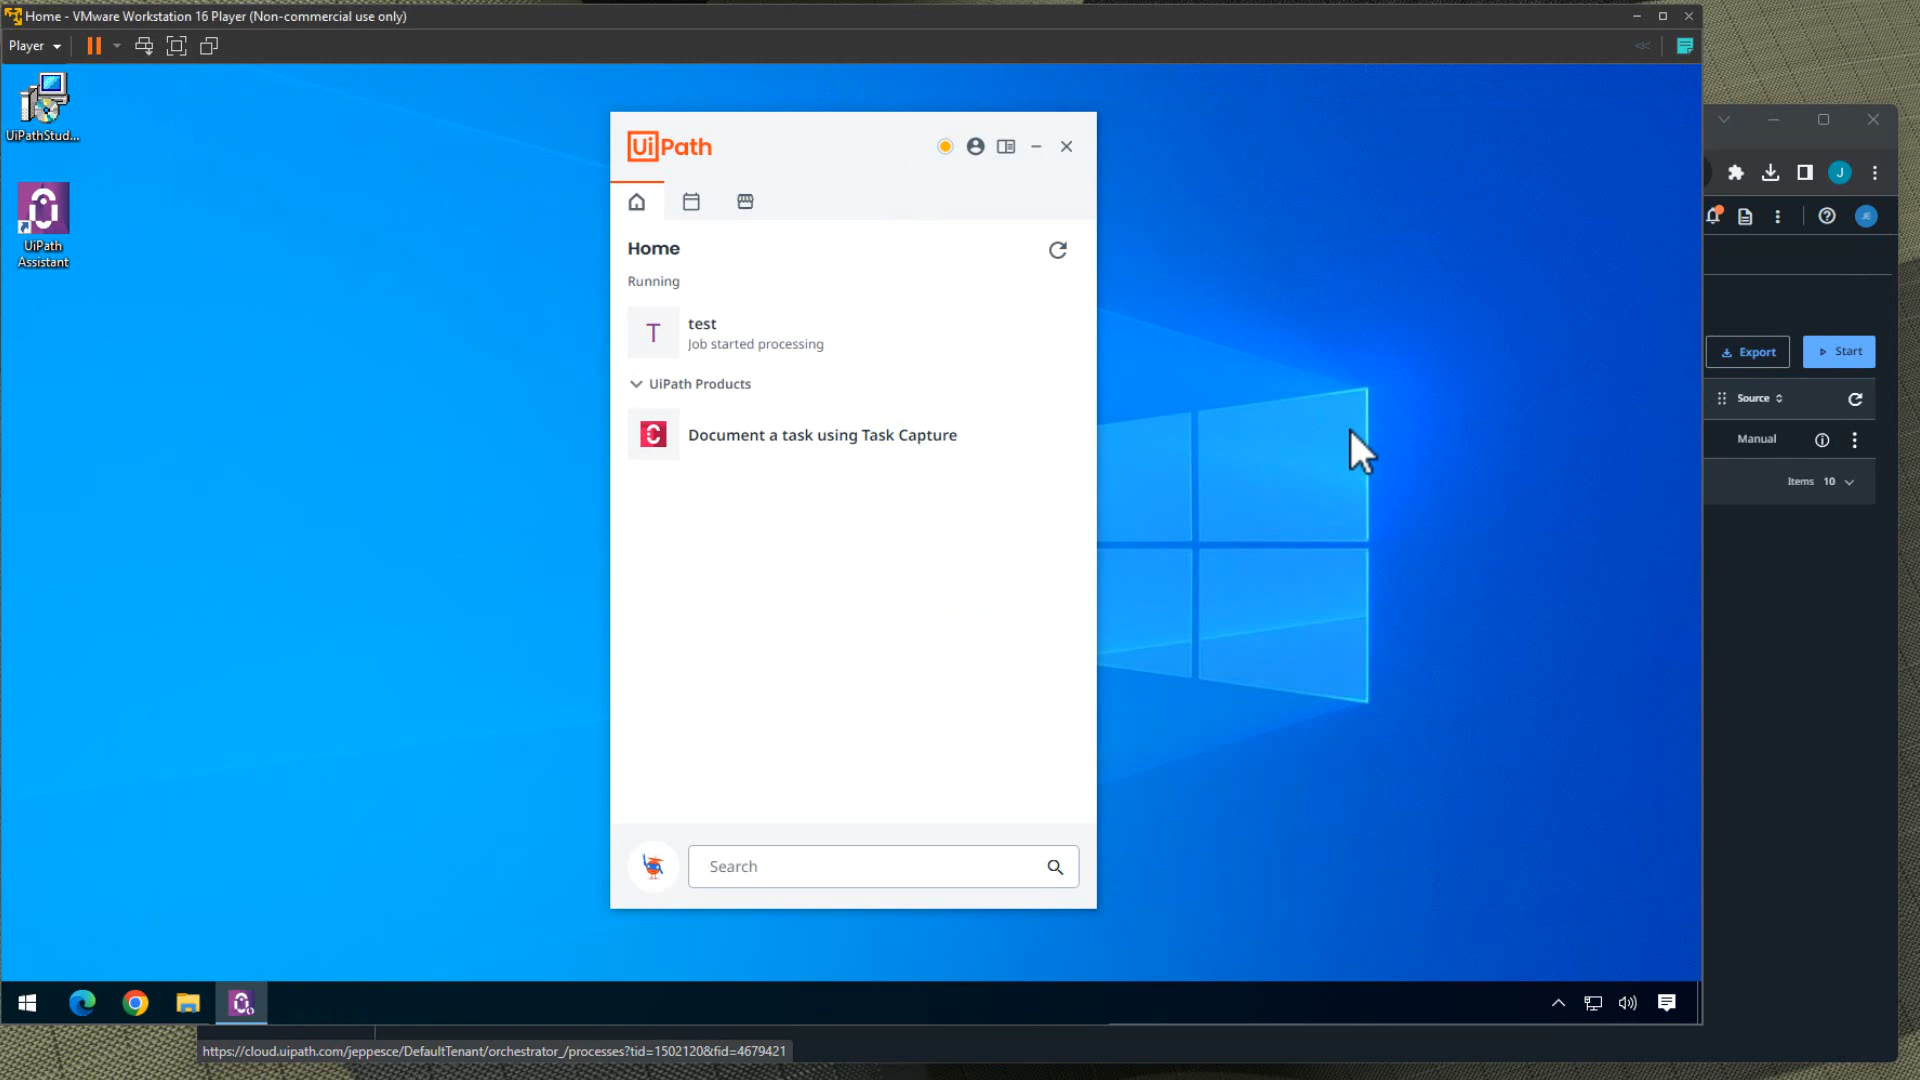 Home - VMware Workstation 16 Player (Non-commercial use only)
Player
UiPathStud...
UiPath
Assistant
UiPath
Home
Running
T
test
Job started processing
UiPath Products
Document a task using Task Capture
Search
J
JE
Export
Start
Source
Manual
Items 10
https://cloud.uipath.com/jeppesce/DefaultTenant/orchestrator_/processes?tid=1502120&fid=4679421